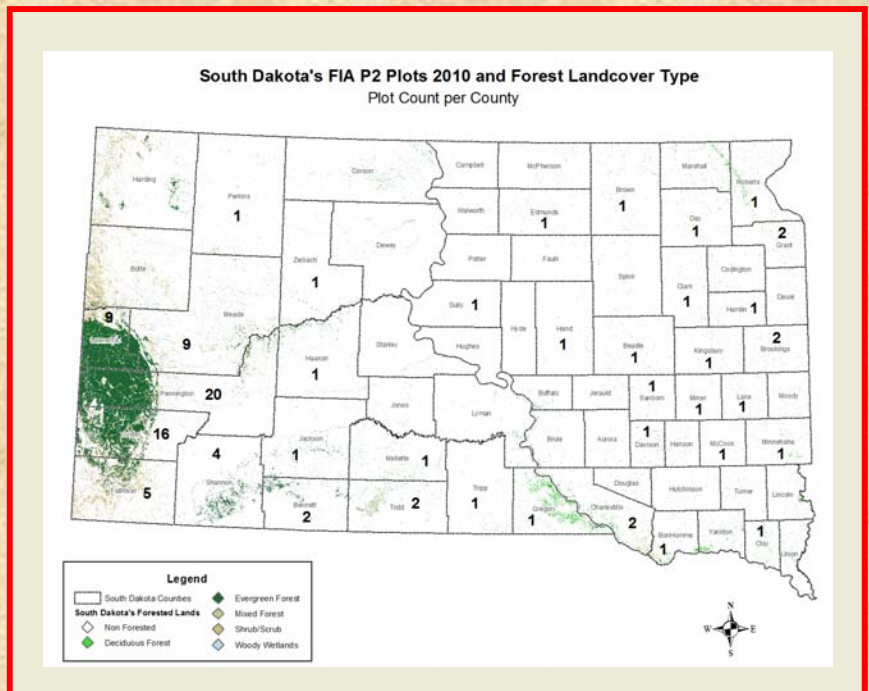 South Dakota's FIA P2 Plots 2010 and Forest Landcover Type
Plot Count per County
Harding
Perkins
1
Corson
Campbell
McPherson
Brown
1
Marshall
Roberts
1
Walworth
Edmunds
1
Day
1
2
Grant
Butte
Ziebach
1
Dewey
Potter
Faulk
Spink
Clark
1
Codington
Hamlin 1
Deuel
9
Meade
9
Sully 1
Hyde
Hand
1
Stanley
Hughes
Haakon
1
Beadle
1
Kingsbury
1
2
Brookings
Pennington
20
Jones
Lyman
Buffalo
Jerauld
1
Sanborn
Miner
1
Lake
1
Moody
16
4
Shannon
Jackson
1
Mellette 1
Brule
Aurora
1
Davison
Hanson
McCook
1
Minnehaha
1
5
Bennett
2
Todd 2
Tripp
1
Gregory
1
CharlesMix
2
Douglas
Hutchinson
Turner
Lincoln
BonHomme
1
Yankton
1
Clay
Union
Legend
South Dakota Counties
South Dakota's Forested Lands
Non Forested
Deciduous Forest
Evergreen Forest
Mixed Forest
Shrub/Scrub
Woody Wetlands
N
W E
S